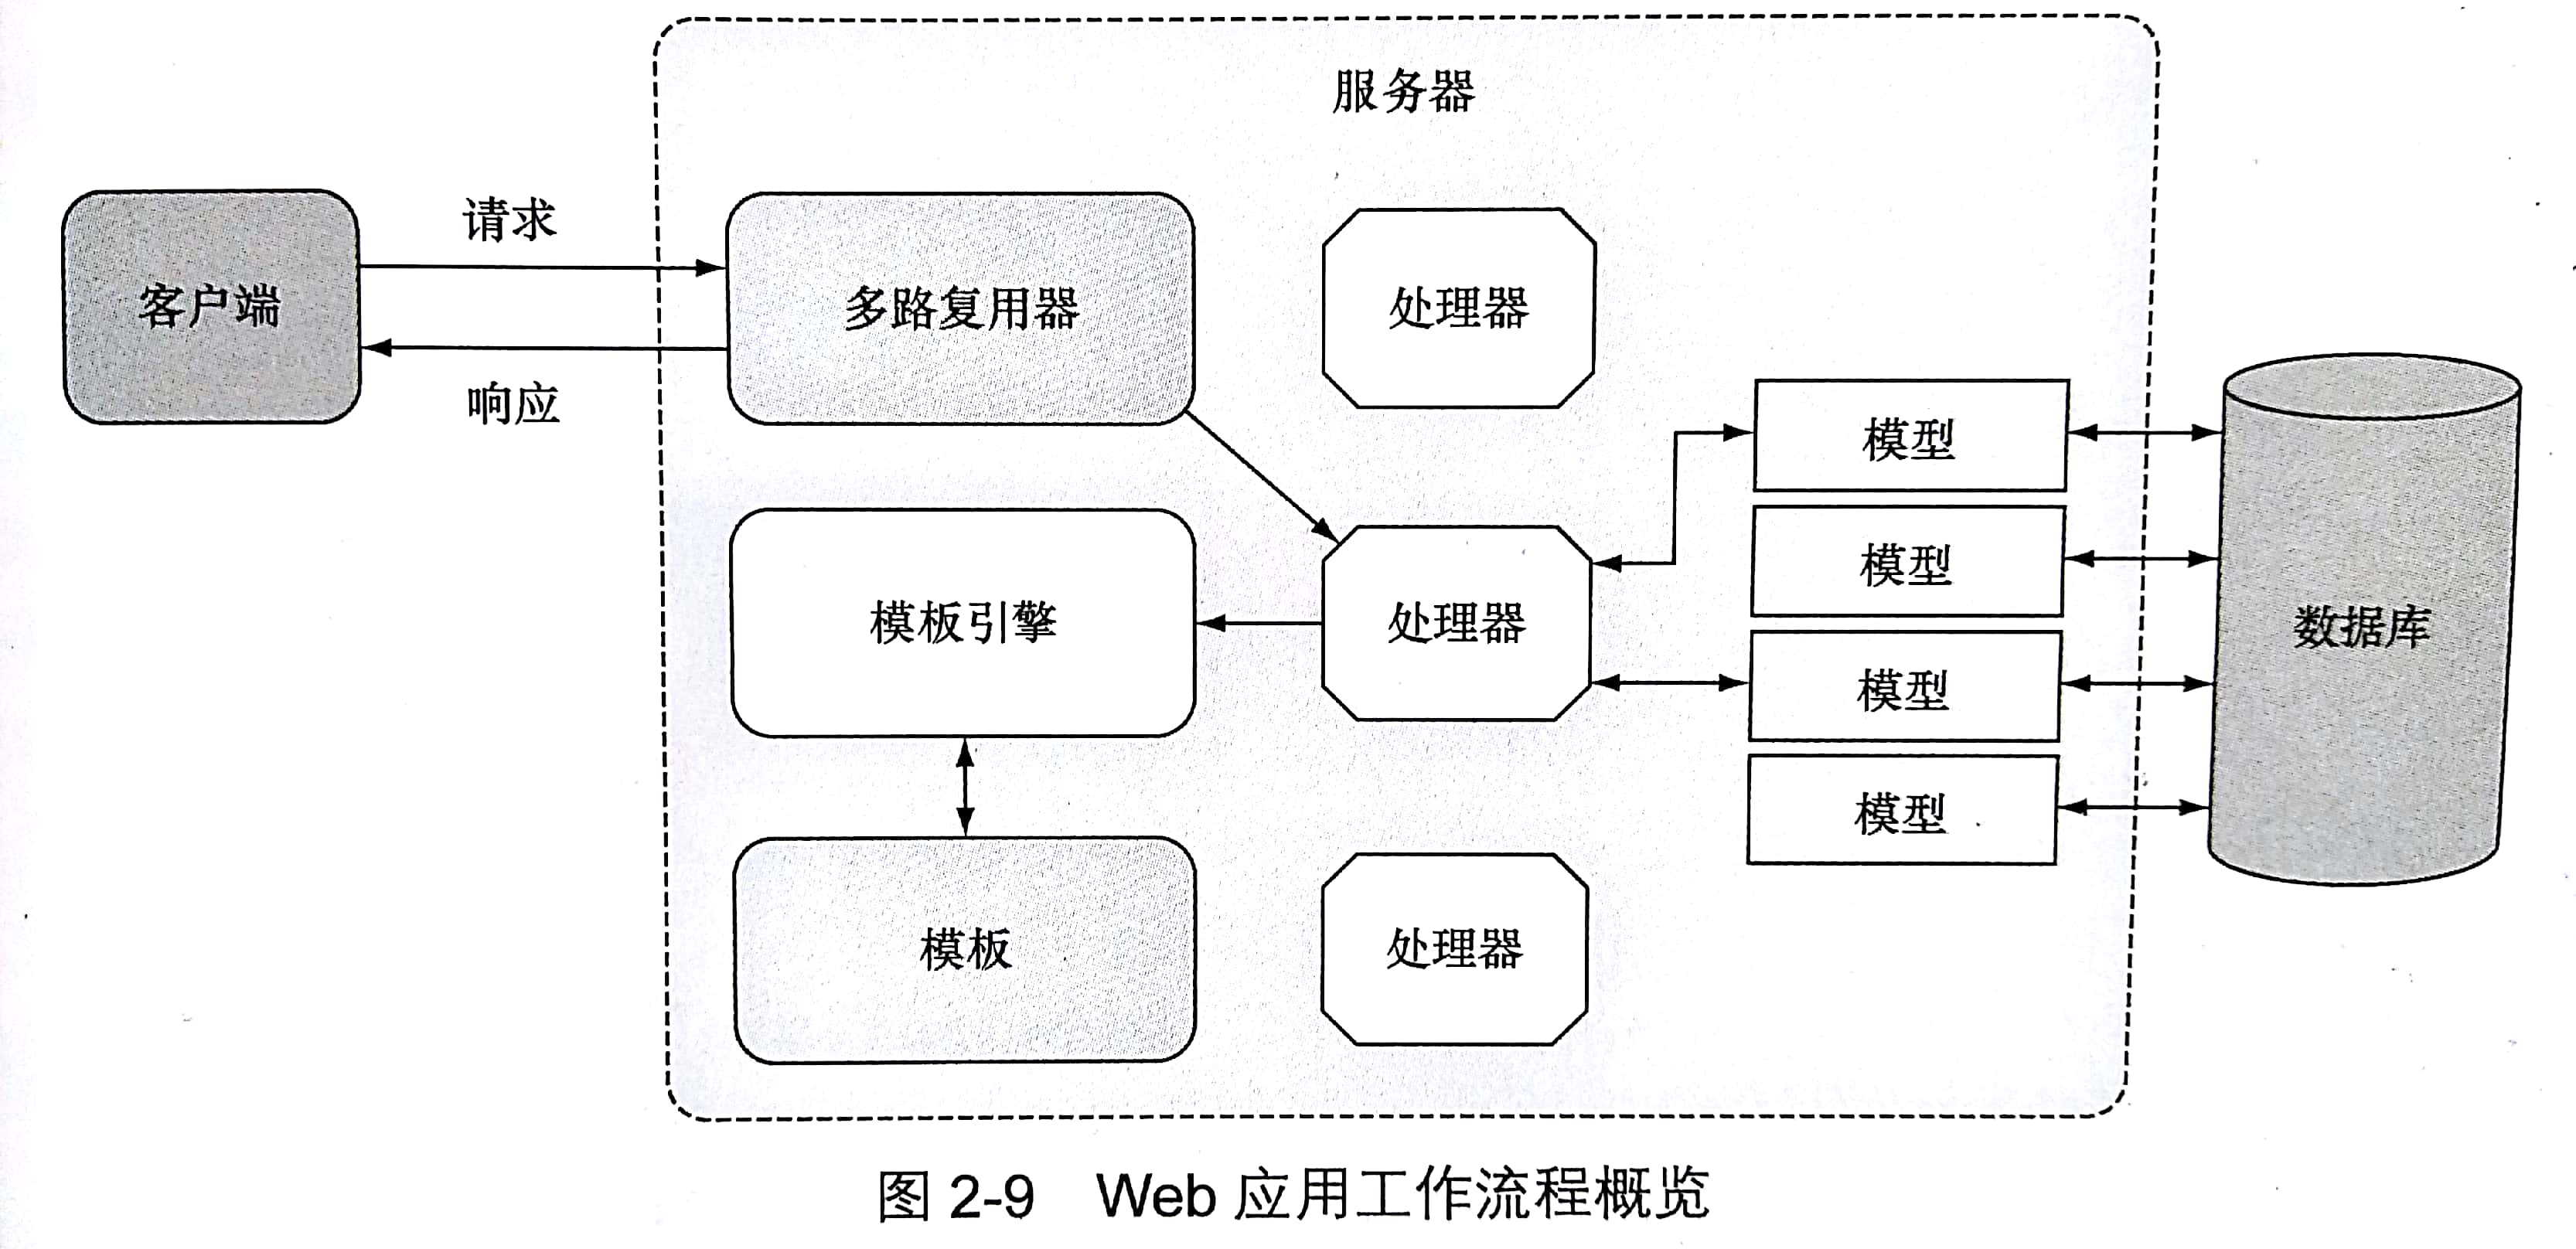 服务器
请求
客户端
多路复用器
处理器
响应
模型
模型
模板引擎
处理器
数据库
模型
模型
模板
处理器
图 2-9 Web 应用工作流程概览